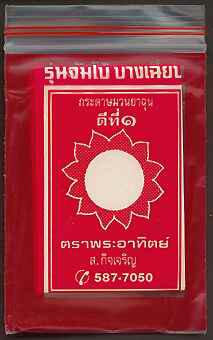 รุ่นจัมโบ้ บางเฉียบ
กระดาษมวนยาฉุน
ดีที่๑
ตราพระอาทิตย์
ส. กิจเจริญ
✆ 587-7050